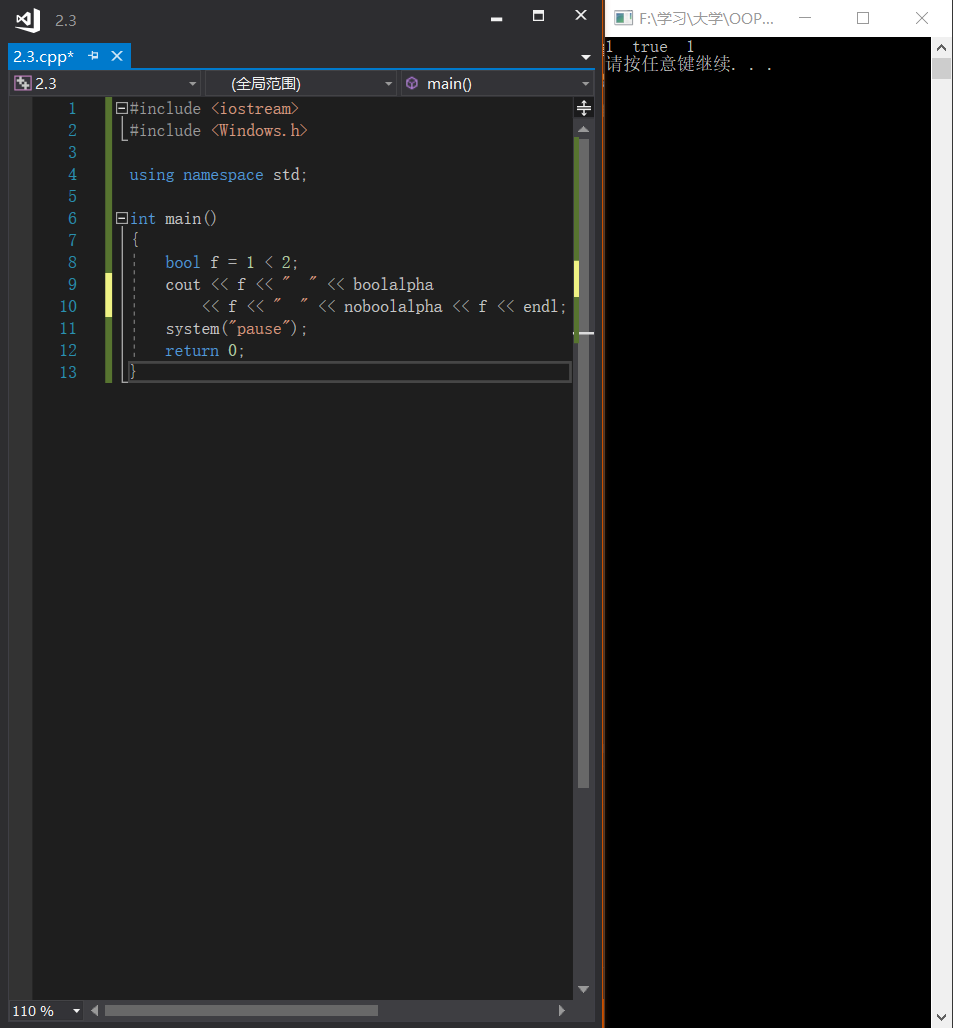 2.3
2.3.cpp*
2.3 (全局范围) main()
1 #include <iostream>
2 #include <Windows.h>
3
4 using namespace std;
5
6 int main()
7 {
8 bool f = 1 < 2;
9 cout << f << "  " << boolalpha
10 << f << "  " << noboolalpha << f << endl;
11 system("pause");
12 return 0;
13 }
110 %
F:\学习\大学\OOP...
1  true  1
请按任意键继续. . .